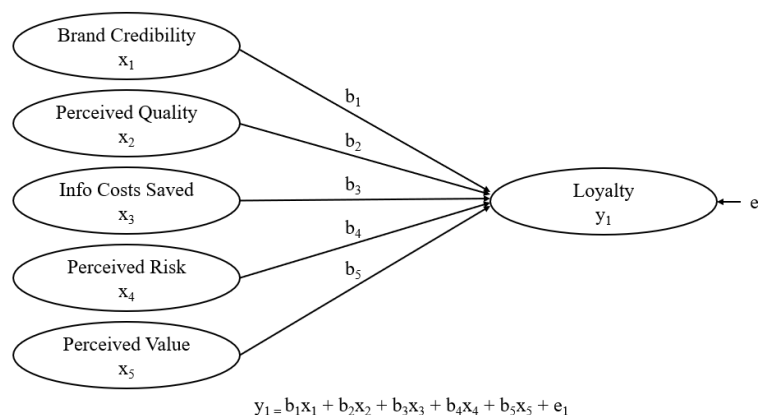 Brand Credibility
x₁
Perceived Quality
x₂
Info Costs Saved
x₃
Perceived Risk
x₄
Perceived Value
x₅
b₁
b₂
b₃
b₄
b₅
Loyalty
y₁
e
y₁ = b₁x₁ + b₂x₂ + b₃x₃ + b₄x₄ + b₅x₅ + e₁